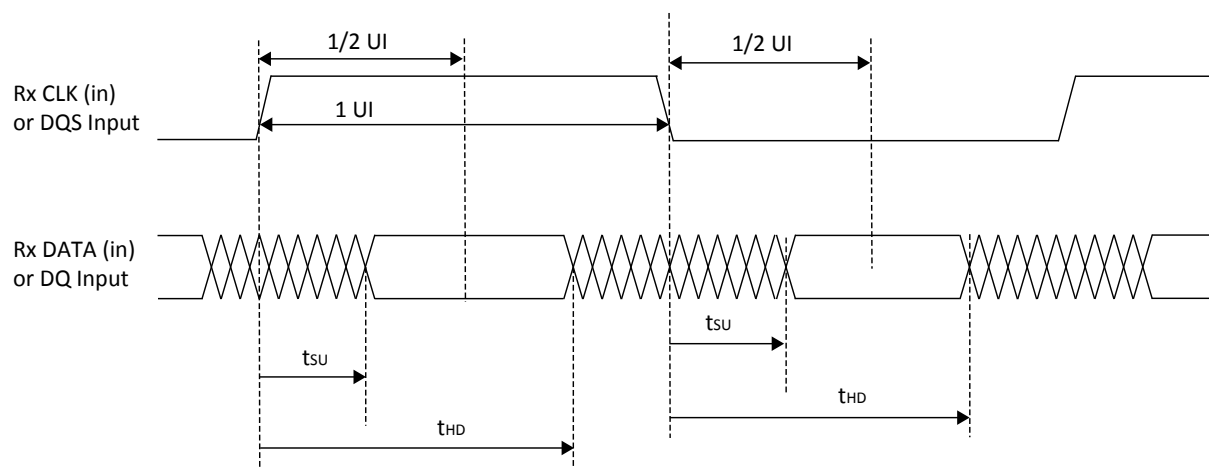 1/2 UI
1/2 UI
Rx CLK (in)
or DQS Input
1 UI
Rx DATA (in)
or DQ Input
tSU
tSU
tHD
tHD